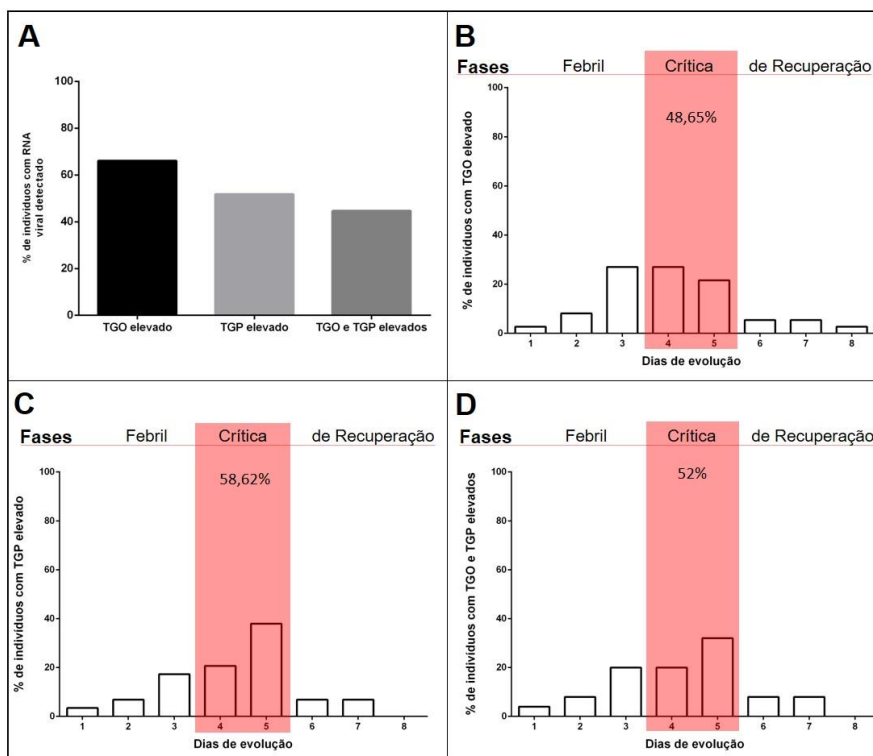 A
% de indivíduos com RNA
viral detectado
100
80
60
40
20
0
TGO elevado
TGP elevado
TGO e TGP elevados
B
Fases Febril Crítica de Recuperação
48,65%
% de indivíduos com TGO elevado
100
80
60
40
20
0
1 2 3 4 5 6 7 8
Dias de evolução
C
Fases Febril Crítica de Recuperação
58,62%
% de indivíduos com TGP elevado
100
80
60
40
20
0
1 2 3 4 5 6 7 8
Dias de evolução
D
Fases Febril Crítica de Recuperação
52%
% de indivíduos com TGO e TGP elevados
100
80
60
40
20
0
1 2 3 4 5 6 7 8
Dias de evolução